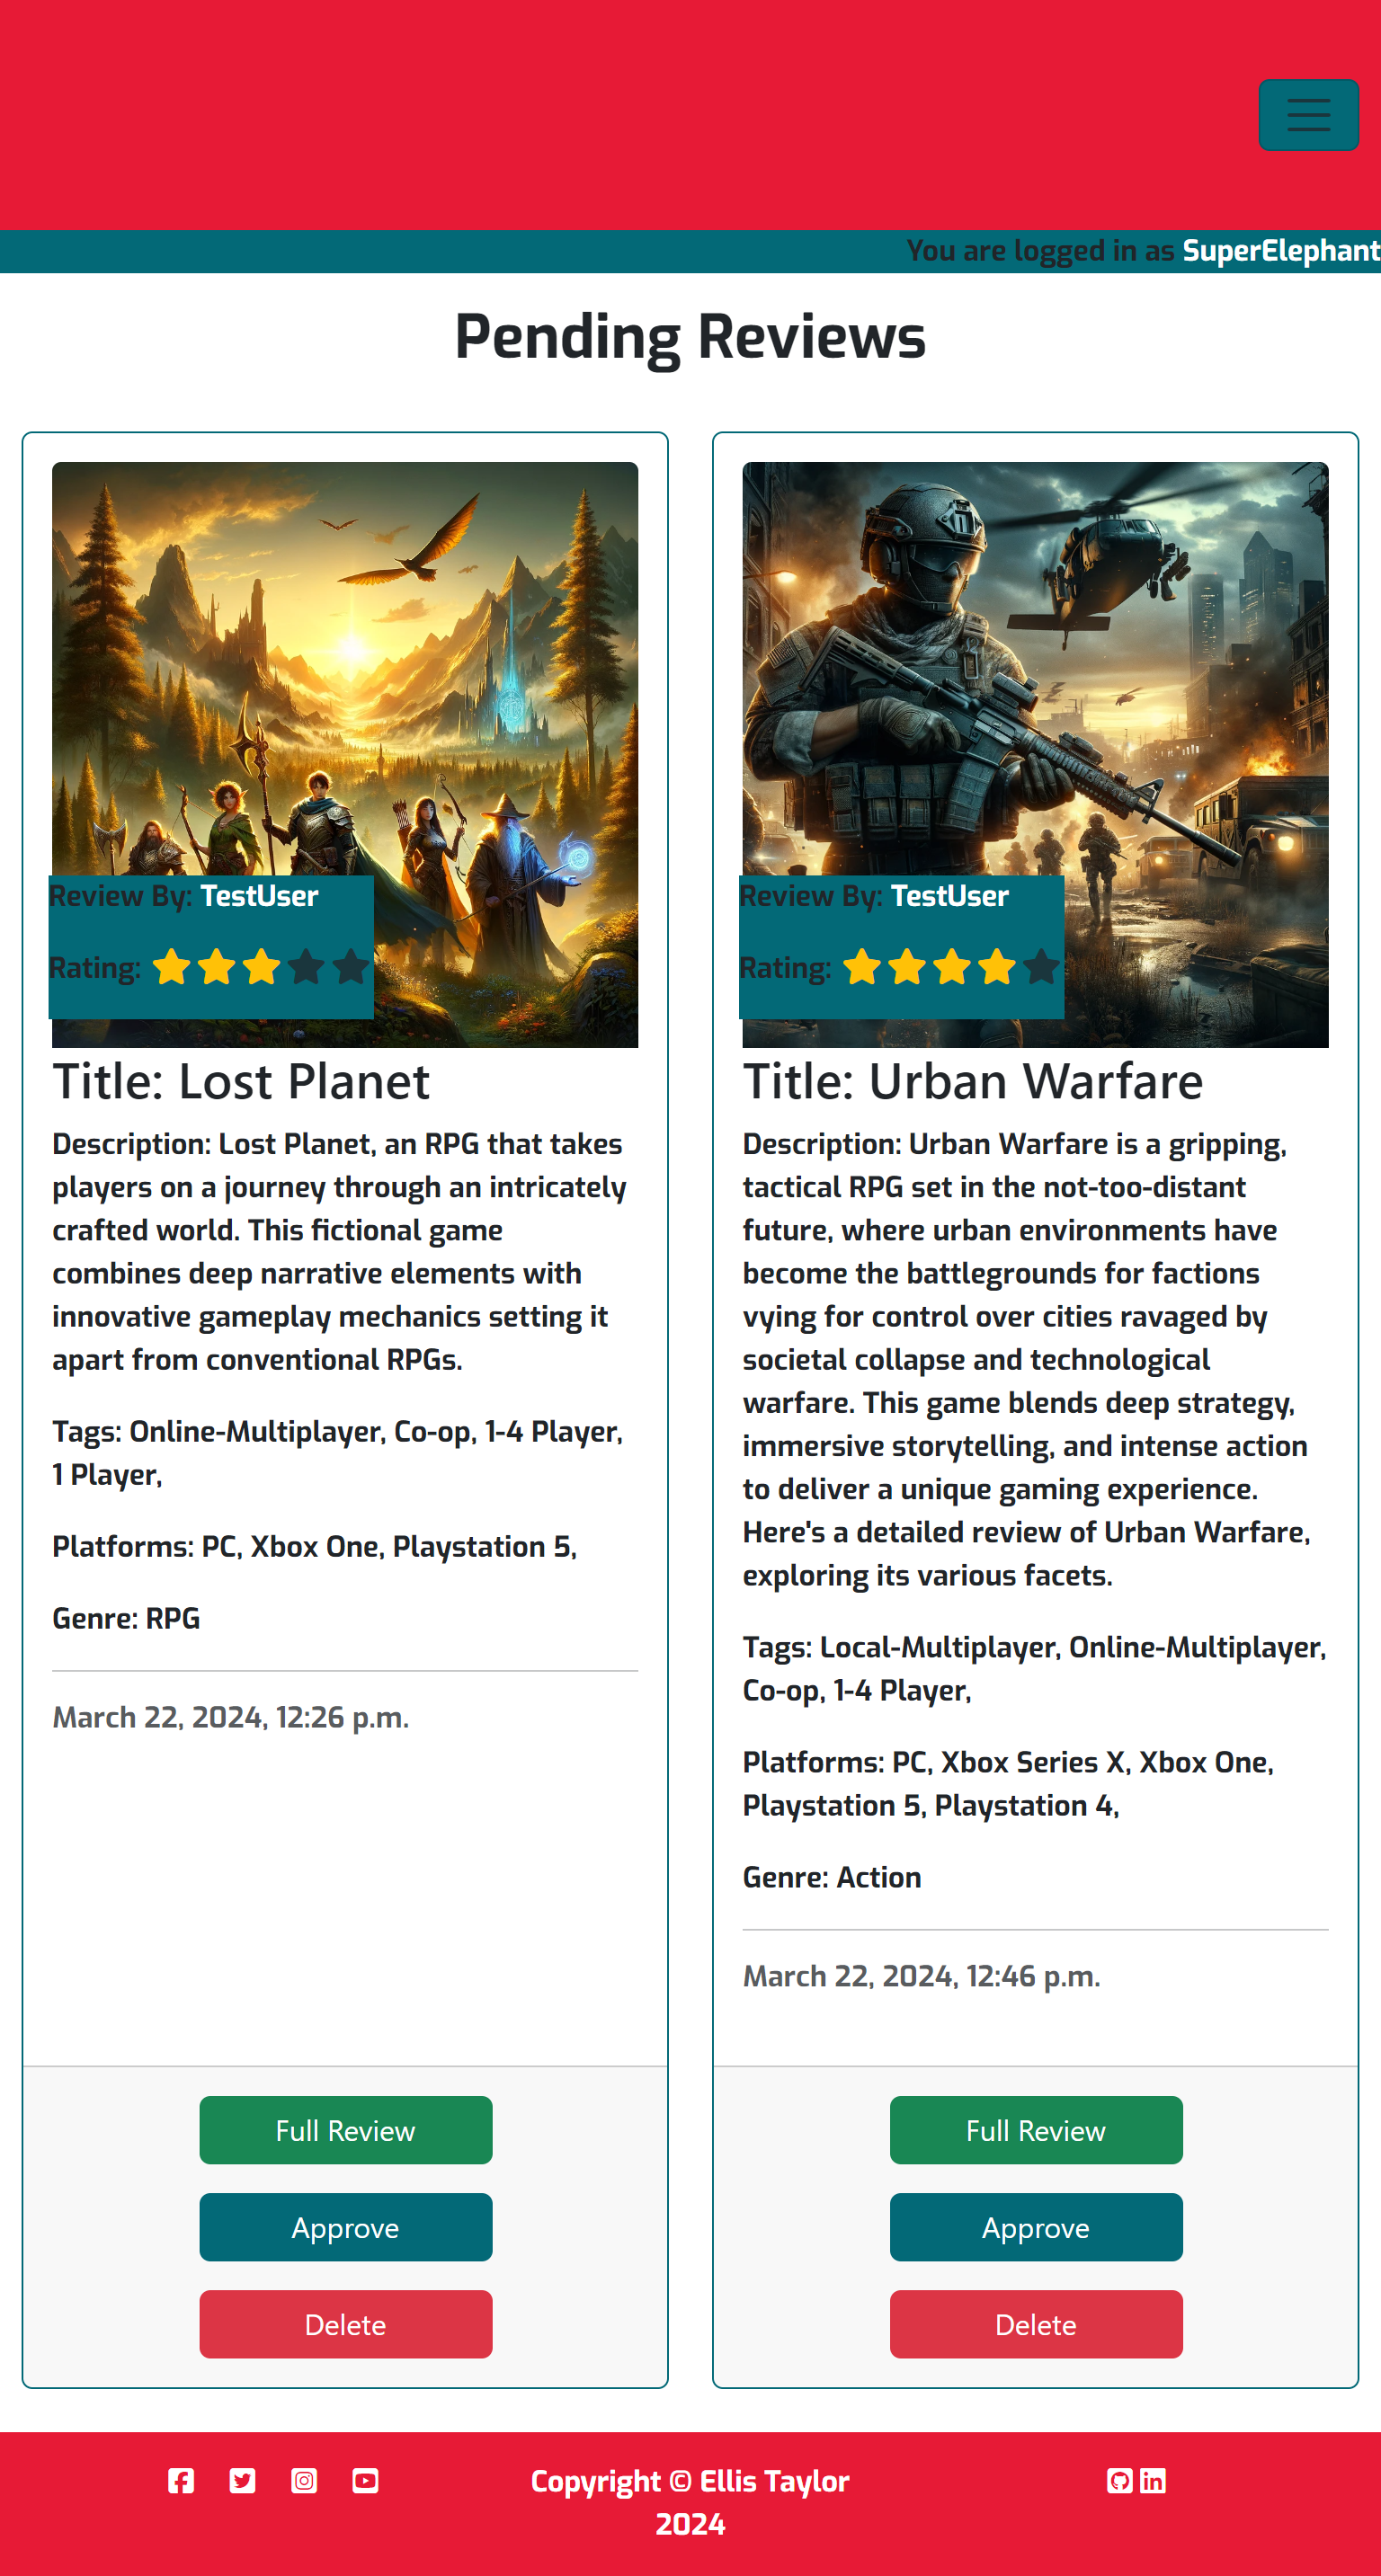 You are logged in as SuperElephant
Pending Reviews
Review By: TestUser
Rating:
Title: Lost Planet
Description: Lost Planet, an RPG that takes
players on a journey through an intricately
crafted world. This fictional game
combines deep narrative elements with
innovative gameplay mechanics setting it
apart from conventional RPGs.
Tags: Online-Multiplayer, Co-op, 1-4 Player,
1 Player,
Platforms: PC, Xbox One, Playstation 5,
Genre: RPG
March 22, 2024, 12:26 p.m.
Full Review
Approve
Delete
Review By: TestUser
Rating:
Title: Urban Warfare
Description: Urban Warfare is a gripping,
tactical RPG set in the not-too-distant
future, where urban environments have
become the battlegrounds for factions
vying for control over cities ravaged by
societal collapse and technological
warfare. This game blends deep strategy,
immersive storytelling, and intense action
to deliver a unique gaming experience.
Here's a detailed review of Urban Warfare,
exploring its various facets.
Tags: Local-Multiplayer, Online-Multiplayer,
Co-op, 1-4 Player,
Platforms: PC, Xbox Series X, Xbox One,
Playstation 5, Playstation 4,
Genre: Action
March 22, 2024, 12:46 p.m.
Full Review
Approve
Delete
Copyright © Ellis Taylor
2024